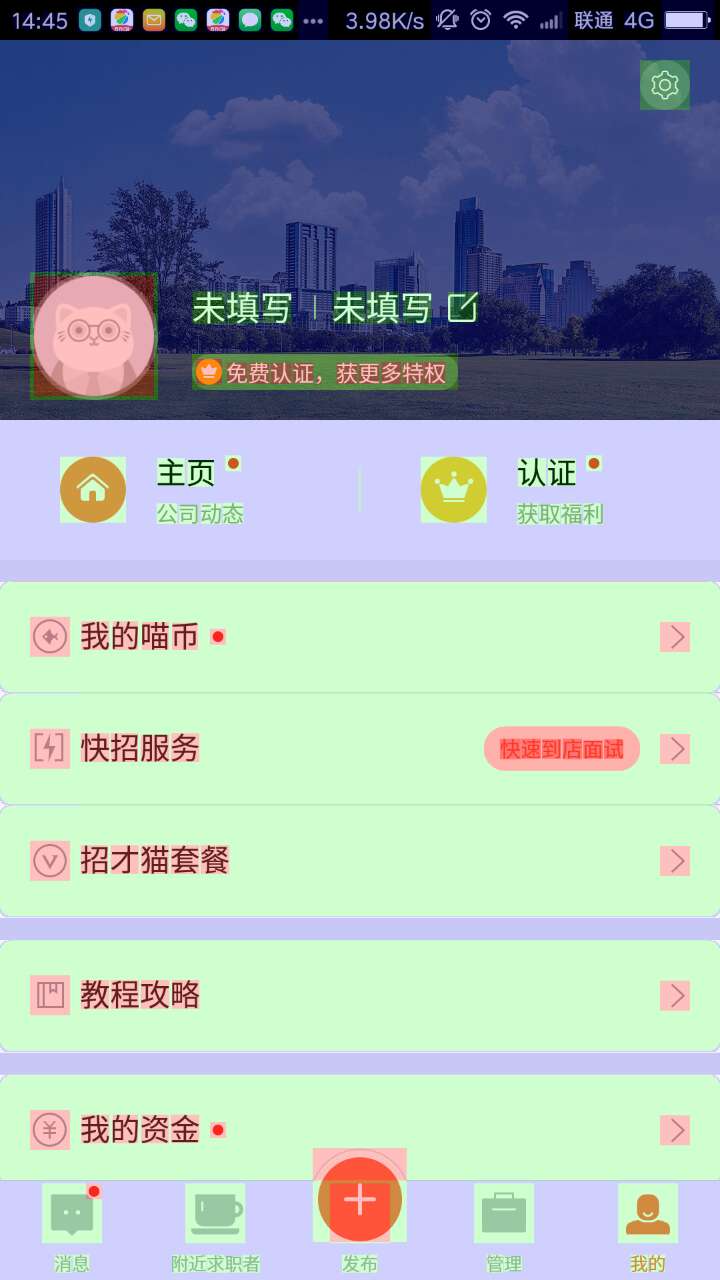 14:45 ••• 3.98K/s 联通 4G
未填写 | 未填写
免费认证，获更多特权
主页 认证
公司动态 获取福利
我的喵币
快招服务 快速到店面试
招才猫套餐
教程攻略
我的资金
消息 附近求职者 发布 管理 我的